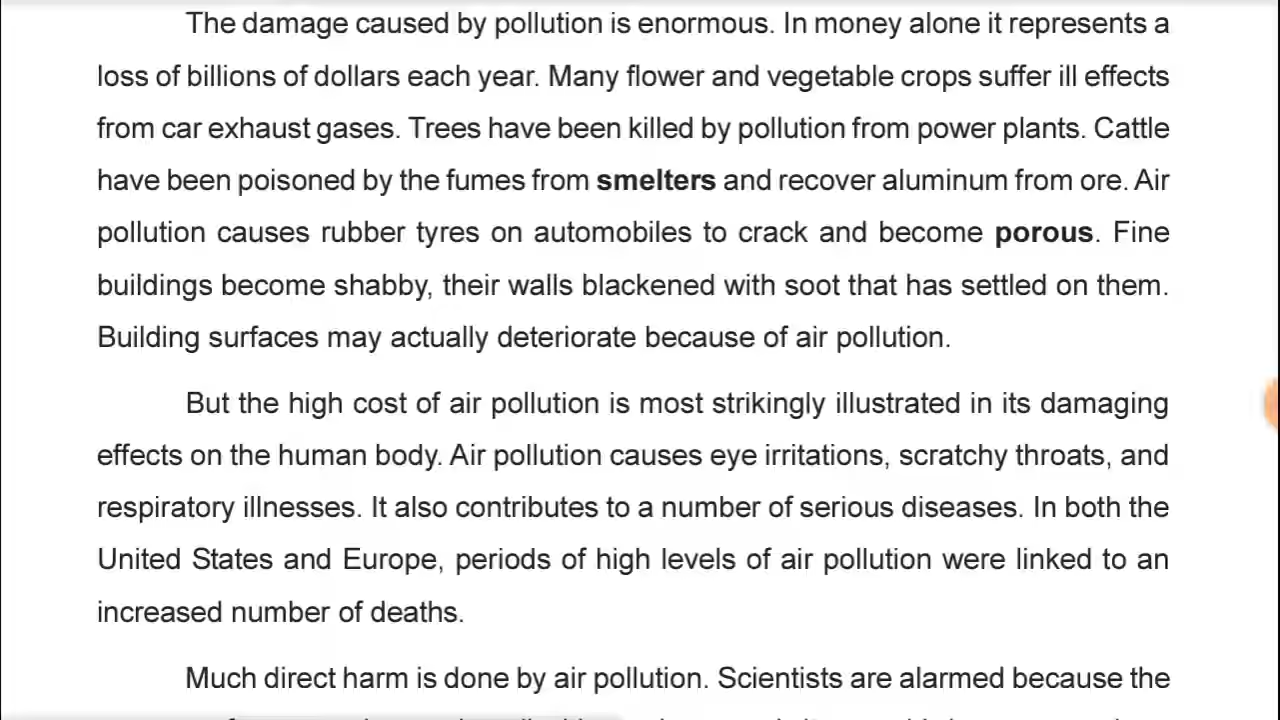 The damage caused by pollution is enormous. In money alone it represents a
loss of billions of dollars each year. Many flower and vegetable crops suffer ill effects
from car exhaust gases. Trees have been killed by pollution from power plants. Cattle
have been poisoned by the fumes from smelters and recover aluminum from ore. Air
pollution causes rubber tyres on automobiles to crack and become porous. Fine
buildings become shabby, their walls blackened with soot that has settled on them.
Building surfaces may actually deteriorate because of air pollution.
But the high cost of air pollution is most strikingly illustrated in its damaging
effects on the human body. Air pollution causes eye irritations, scratchy throats, and
respiratory illnesses. It also contributes to a number of serious diseases. In both the
United States and Europe, periods of high levels of air pollution were linked to an
increased number of deaths.
Much direct harm is done by air pollution. Scientists are alarmed because the